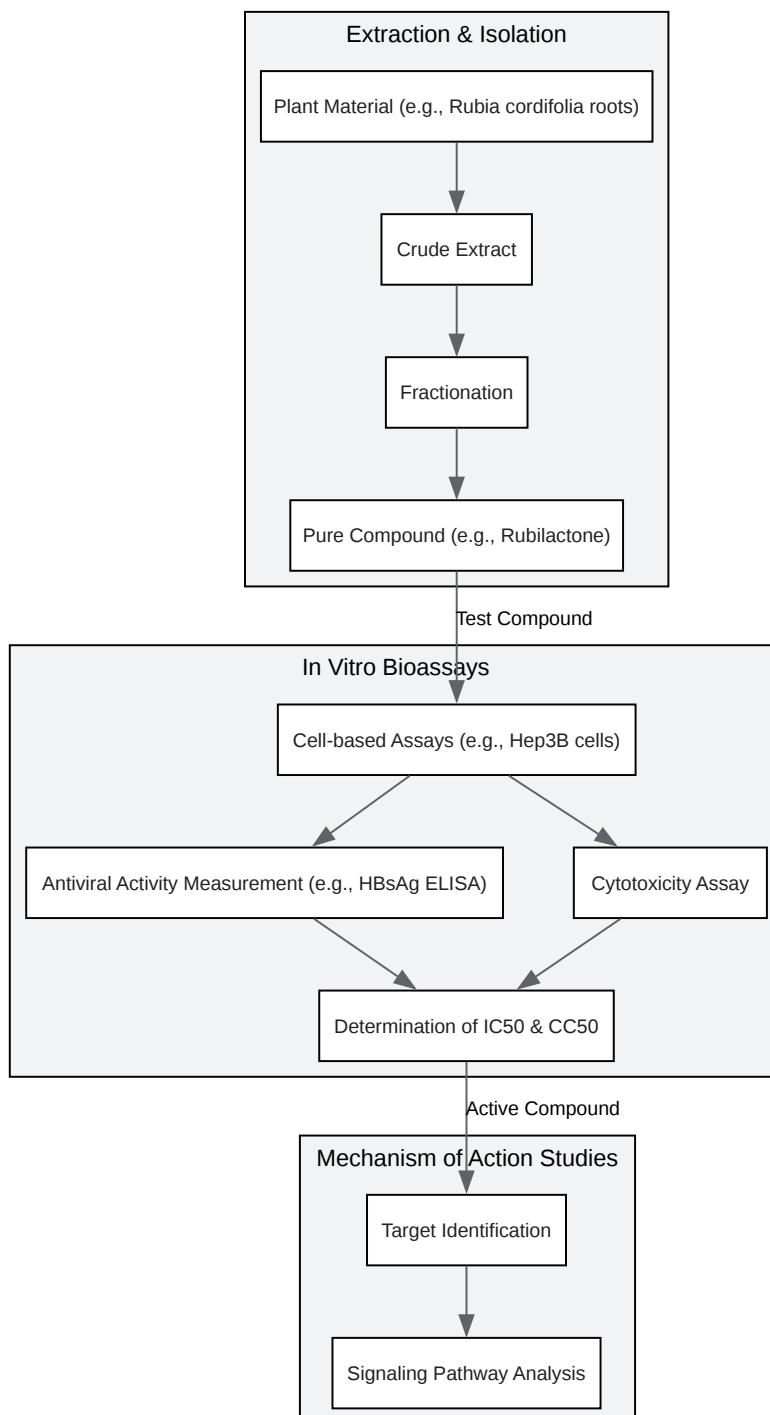 Extraction & Isolation
Plant Material (e.g., Rubia cordifolia roots)
Crude Extract
Fractionation
Pure Compound (e.g., Rubilactone)
Test Compound
In Vitro Bioassays
Cell-based Assays (e.g., Hep3B cells)
Antiviral Activity Measurement (e.g., HBsAg ELISA)
Cytotoxicity Assay
Determination of IC50 & CC50
Active Compound
Mechanism of Action Studies
Target Identification
Signaling Pathway Analysis